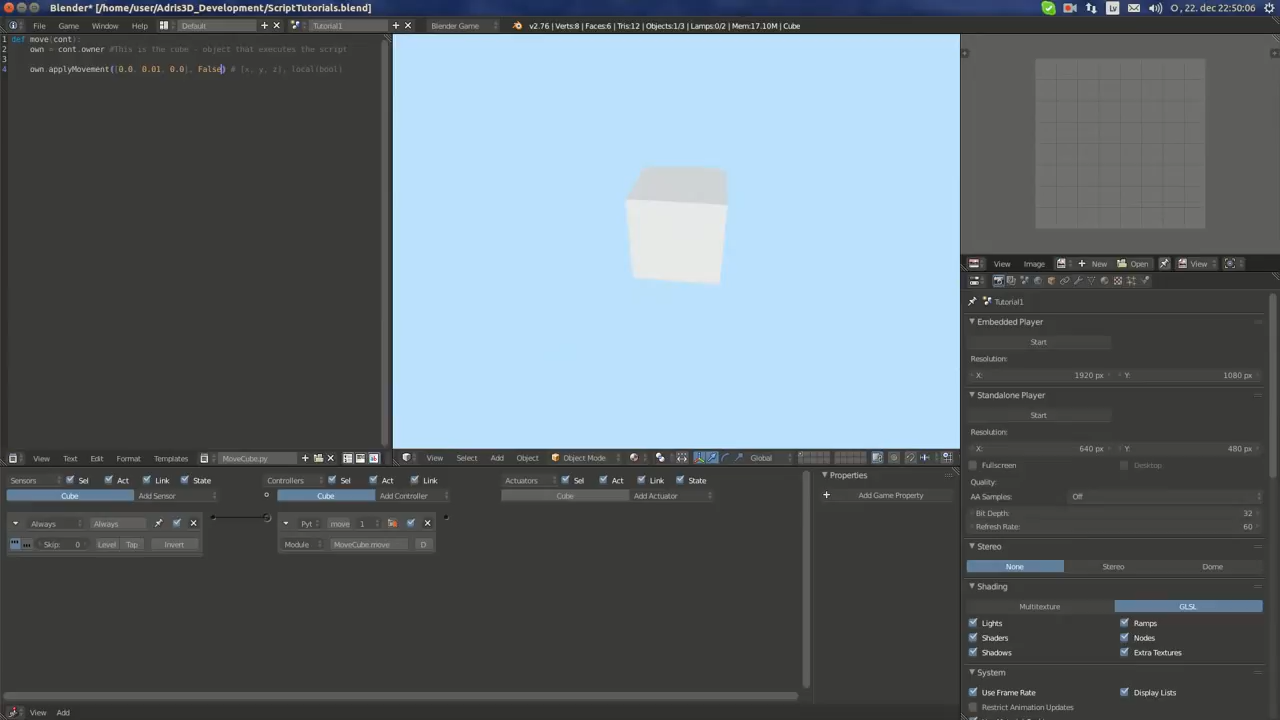 Blender* [/home/user/Adris3D_Development/ScriptTutorials.blend]
Lv
22. dec 22:50:06
File Game Window Help Default Tutorial1 Blender Game v2.76 | Verts:8 | Faces:6 | Tris:12 | Objects:1/3 | Lamps:0/2 | Mem:17.10M | Cube
1 def move(cont):
2 own = cont.owner #This is the cube - object that executes the script
3
4 own.applyMovement([0.0, 0.01, 0.0], False) # [x, y, z], local(bool)
View Image New Open View
Tutorial1
Embedded Player
Start
Resolution:
X: 1920 px Y: 1080 px
Standalone Player
Start
Resolution:
X: 640 px Y: 480 px
Fullscreen Desktop
Quality:
AA Samples: Off
Bit Depth: 32
Refresh Rate: 60
Stereo
None Stereo Dome
Shading
Multitexture GLSL
Lights Ramps
Shaders Nodes
Shadows Extra Textures
System
Use Frame Rate Display Lists
Restrict Animation Updates
View Text Edit Format Templates MoveCube.py
View Select Add Object Object Mode Global
Sensors Sel Act Link State
Cube Add Sensor
Always Always
Skip: 0 Level Tap Invert
Controllers Sel Act Link
Cube Add Controller
Pyt move 1
Module MoveCube.move D
Actuators Sel Act Link State
Cube Add Actuator
Properties
Add Game Property
View Add